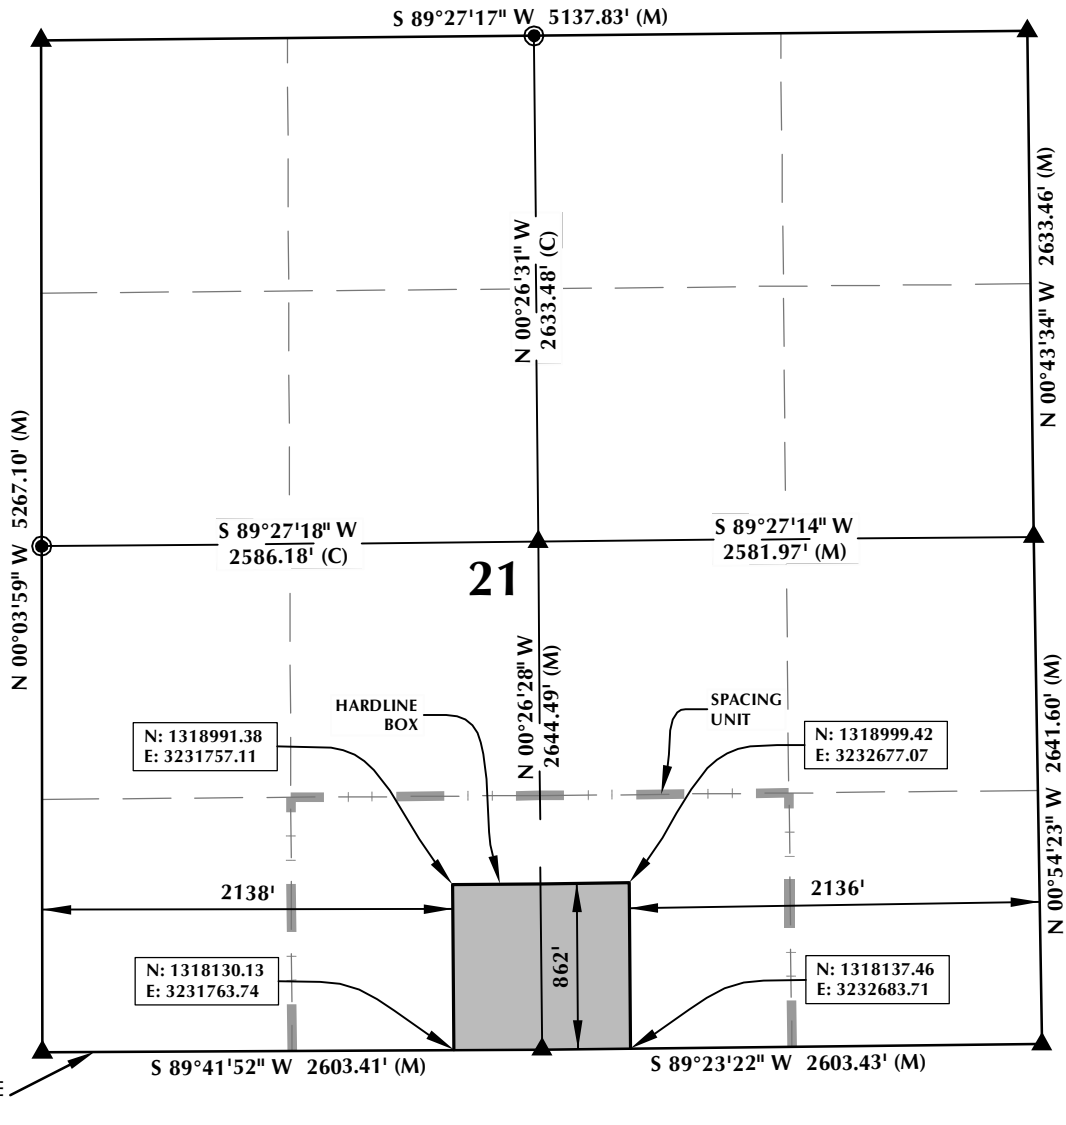 S 89°27'17" W 5137.83' (M)
N 00°26'31" W
2633.48' (C)
N 00°43'34" W 2633.46' (M)
N 00°03'59" W 5267.10' (M)
S 89°27'18" W
2586.18' (C)
S 89°27'14" W
2581.97' (M)
21
N 00°26'28" W
2644.49' (M)
N 00°54'23" W 2641.60' (M)
HARDLINE
BOX
SPACING
UNIT
N: 1318991.38
E: 3231757.11
N: 1318999.42
E: 3232677.07
2138'
2136'
862'
N: 1318130.13
E: 3231763.74
N: 1318137.46
E: 3232683.71
S 89°41'52" W 2603.41' (M)
S 89°23'22" W 2603.43' (M)